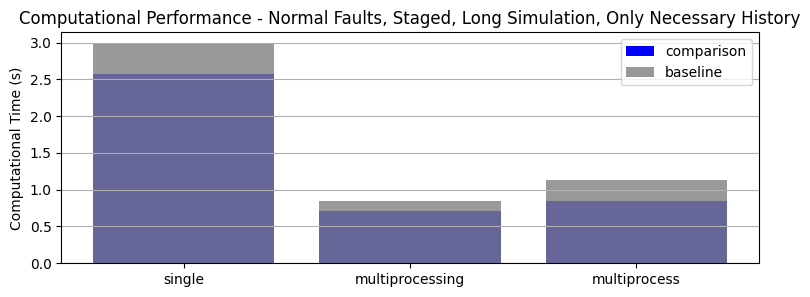 Computational Performance - Normal Faults, Staged, Long Simulation, Only Necessary History
Computational Time (s)
3.0
2.5
2.0
1.5
1.0
0.5
0.0
comparison
baseline
single
multiprocessing
multiprocess